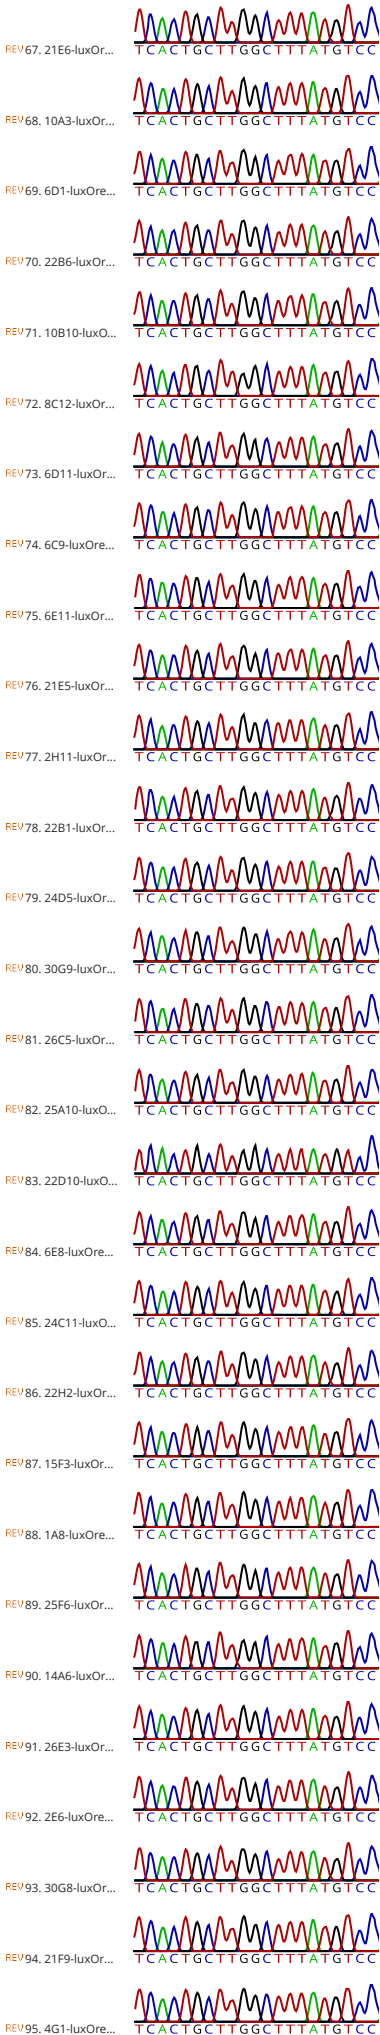 REV 67. 21E6-luxOr... TCACTGCTTGGCTTTATGTCC
REV 68. 10A3-luxOr... TCACTGCTTGGCTTTATGTCC
REV 69. 6D1-luxOre... TCACTGCTTGGCTTTATGTCC
REV 70. 22B6-luxOr... TCACTGCTTGGCTTTATGTCC
REV 71. 10B10-luxO... TCACTGCTTGGCTTTATGTCC
REV 72. 8C12-luxOr... TCACTGCTTGGCTTTATGTCC
REV 73. 6D11-luxOr... TCACTGCTTGGCTTTATGTCC
REV 74. 6C9-luxOre... TCACTGCTTGGCTTTATGTCC
REV 75. 6E11-luxOr... TCACTGCTTGGCTTTATGTCC
REV 76. 21E5-luxOr... TCACTGCTTGGCTTTATGTCC
REV 77. 2H11-luxOr... TCACTGCTTGGCTTTATGTCC
REV 78. 22B1-luxOr... TCACTGCTTGGCTTTATGTCC
REV 79. 24D5-luxOr... TCACTGCTTGGCTTTATGTCC
REV 80. 30G9-luxOr... TCACTGCTTGGCTTTATGTCC
REV 81. 26C5-luxOr... TCACTGCTTGGCTTTATGTCC
REV 82. 25A10-luxO... TCACTGCTTGGCTTTATGTCC
REV 83. 22D10-luxO... TCACTGCTTGGCTTTATGTCC
REV 84. 6E8-luxOre... TCACTGCTTGGCTTTATGTCC
REV 85. 24C11-luxO... TCACTGCTTGGCTTTATGTCC
REV 86. 22H2-luxOr... TCACTGCTTGGCTTTATGTCC
REV 87. 15F3-luxOr... TCACTGCTTGGCTTTATGTCC
REV 88. 1A8-luxOre... TCACTGCTTGGCTTTATGTCC
REV 89. 25F6-luxOr... TCACTGCTTGGCTTTATGTCC
REV 90. 14A6-luxOr... TCACTGCTTGGCTTTATGTCC
REV 91. 26E3-luxOr... TCACTGCTTGGCTTTATGTCC
REV 92. 2E6-luxOre... TCACTGCTTGGCTTTATGTCC
REV 93. 30G8-luxOr... TCACTGCTTGGCTTTATGTCC
REV 94. 21F9-luxOr... TCACTGCTTGGCTTTATGTCC
REV 95. 4G1-luxOre... TCACTGCTTGGCTTTATGTCC